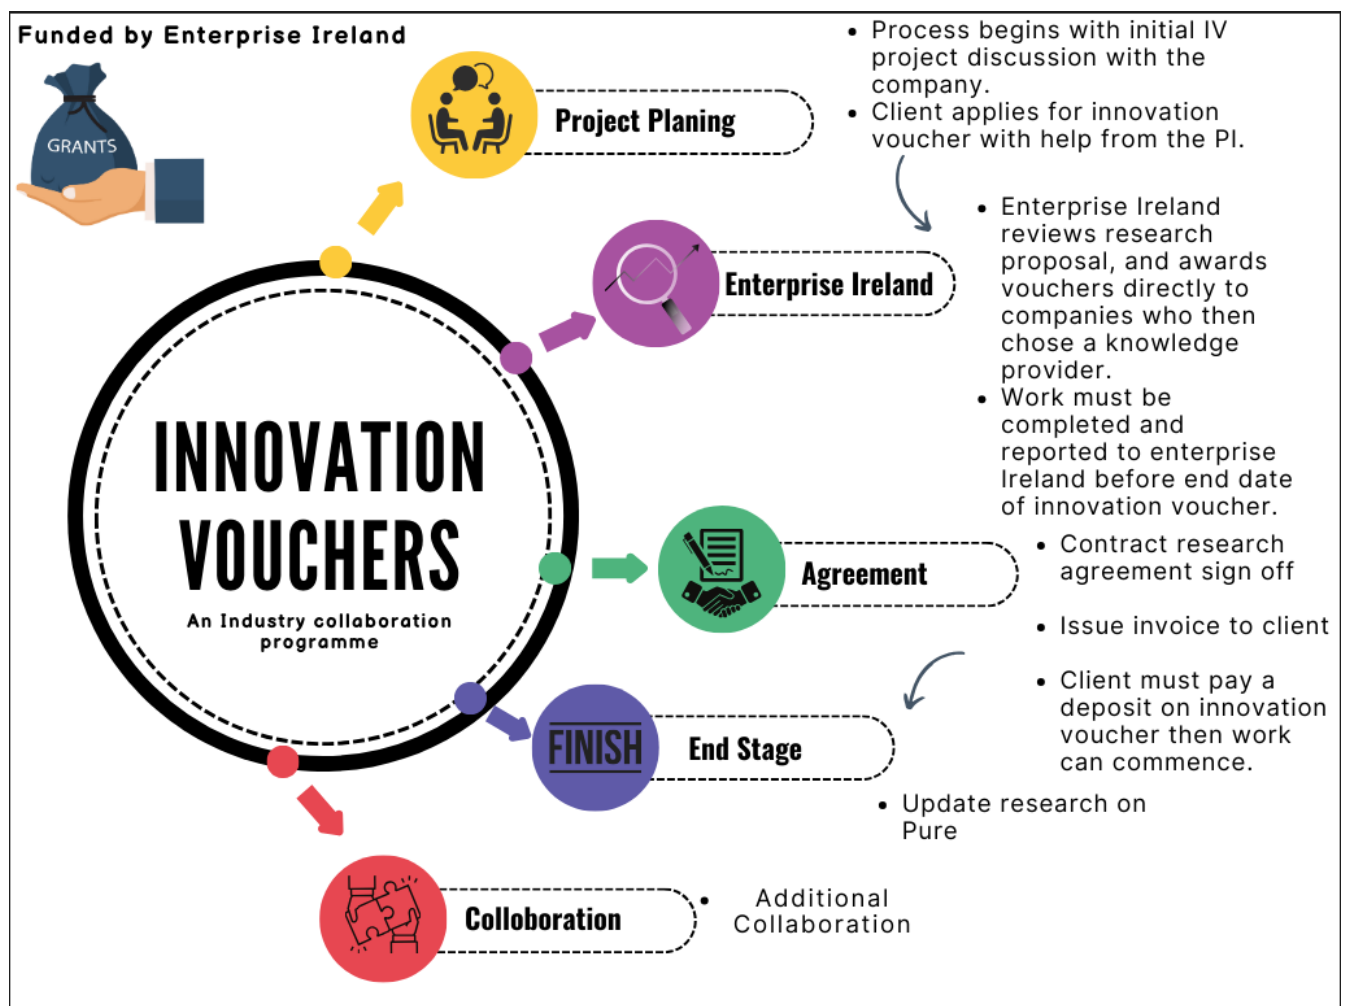 Funded by Enterprise Ireland
GRANTS
Project Planing
• Process begins with initial IV
project discussion with the
company.
• Client applies for innovation
voucher with help from the PI.
Enterprise Ireland
• Enterprise Ireland
reviews research
proposal, and awards
vouchers directly to
companies who then
chose a knowledge
provider.
• Work must be
completed and
reported to enterprise
Ireland before end date
of innovation voucher.
INNOVATION
VOUCHERS
An Industry collaboration
programme
Agreement
• Contract research
agreement sign off
• Issue invoice to client
• Client must pay a
deposit on innovation
voucher then work
can commence.
FINISH
End Stage
• Update research on
Pure
Colloboration
• Additional
Collaboration